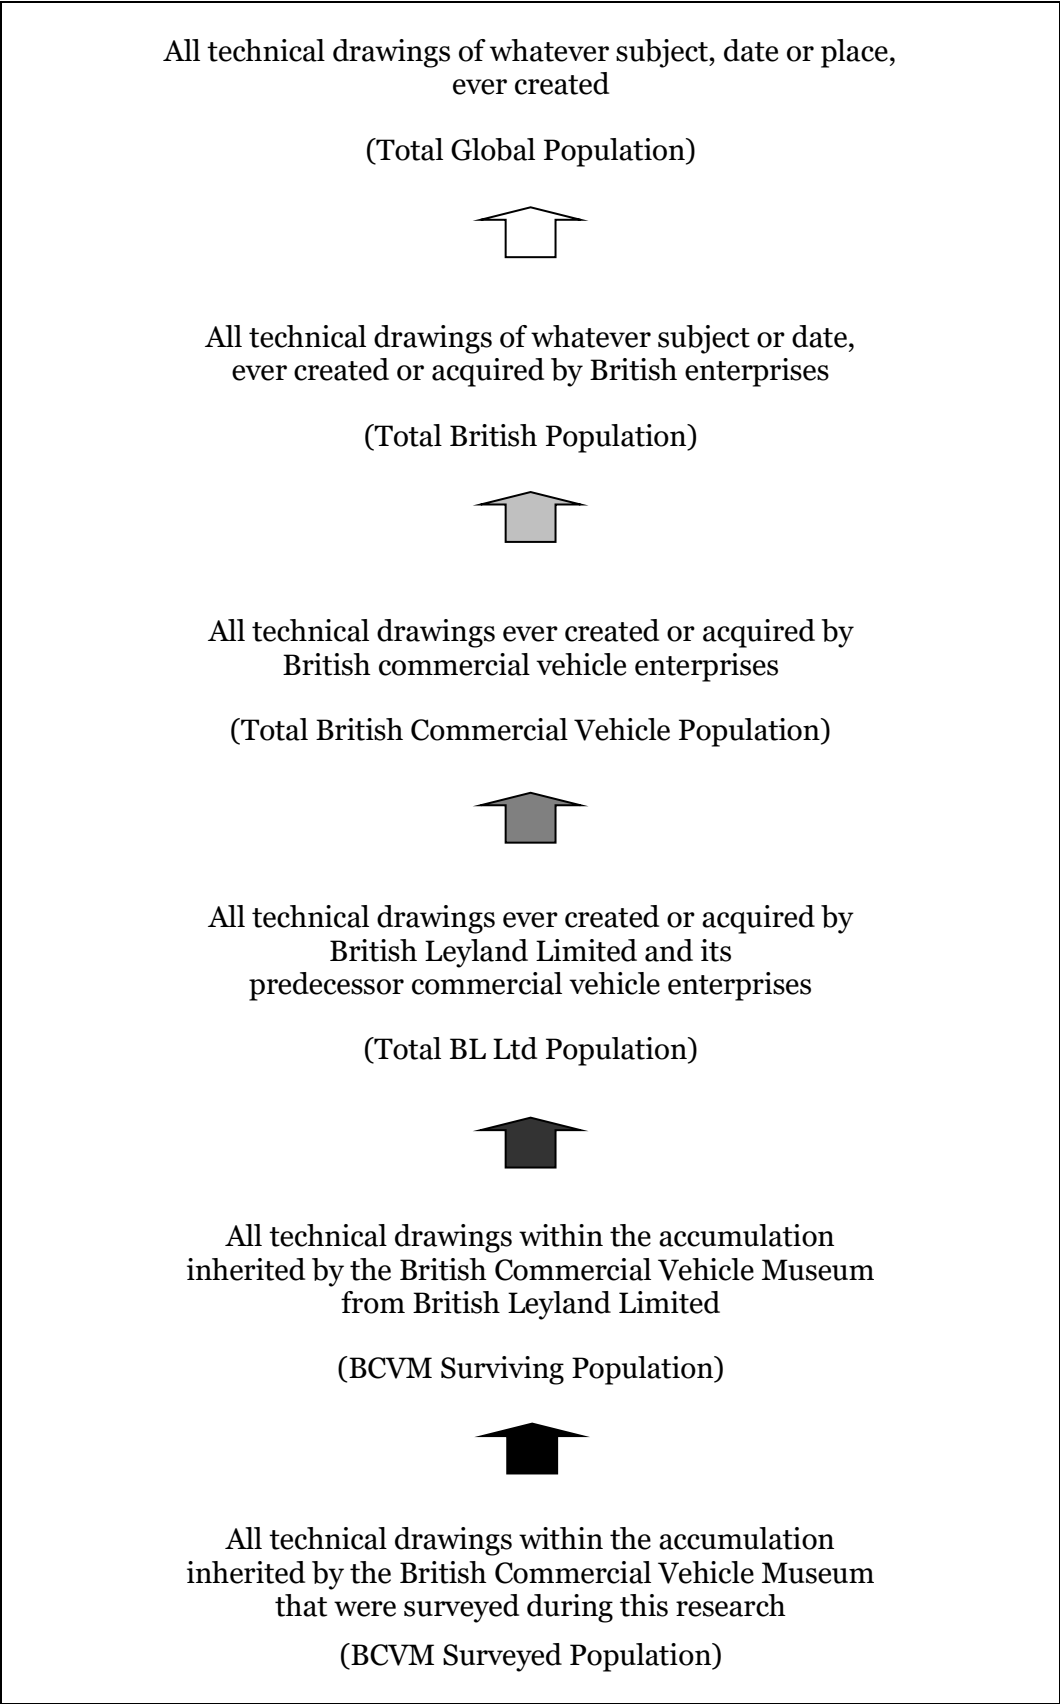 All technical drawings of whatever subject, date or place,
ever created
(Total Global Population)
All technical drawings of whatever subject or date,
ever created or acquired by British enterprises
(Total British Population)
All technical drawings ever created or acquired by
British commercial vehicle enterprises
(Total British Commercial Vehicle Population)
All technical drawings ever created or acquired by
British Leyland Limited and its
predecessor commercial vehicle enterprises
(Total BL Ltd Population)
All technical drawings within the accumulation
inherited by the British Commercial Vehicle Museum
from British Leyland Limited
(BCVM Surviving Population)
All technical drawings within the accumulation
inherited by the British Commercial Vehicle Museum
that were surveyed during this research
(BCVM Surveyed Population)